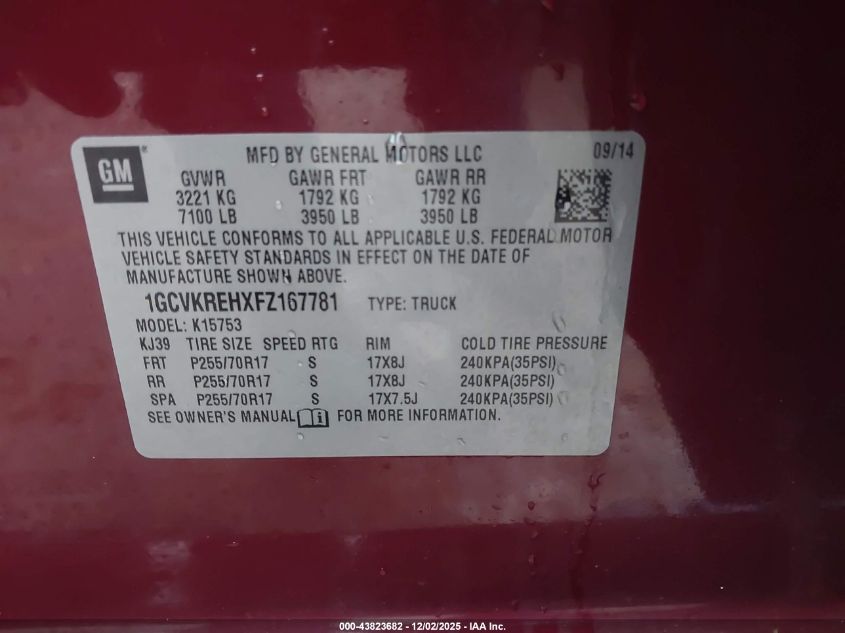 GM ® MFD BY GENERAL MOTORS LLC 09/14
GVWR GAWR FRT GAWR RR
3221 KG 1792 KG 1792 KG
7100 LB 3950 LB 3950 LB
THIS VEHICLE CONFORMS TO ALL APPLICABLE U.S. FEDERAL MOTOR
VEHICLE SAFETY STANDARDS IN EFFECT ON THE DATE OF
MANUFACTURE SHOWN ABOVE.
1GCVKREHXFZ167781 TYPE: TRUCK
MODEL: K15753
KJ39 TIRE SIZE SPEED RTG RIM COLD TIRE PRESSURE
FRT P255/70R17 S 17X8J 240KPA(35PSI)
RR P255/70R17 S 17X8J 240KPA(35PSI)
SPA P255/70R17 S 17X7.5J 240KPA(35PSI)
SEE OWNER'S MANUAL FOR MORE INFORMATION.
000-43823682 - 12/02/2025 - IAA Inc.